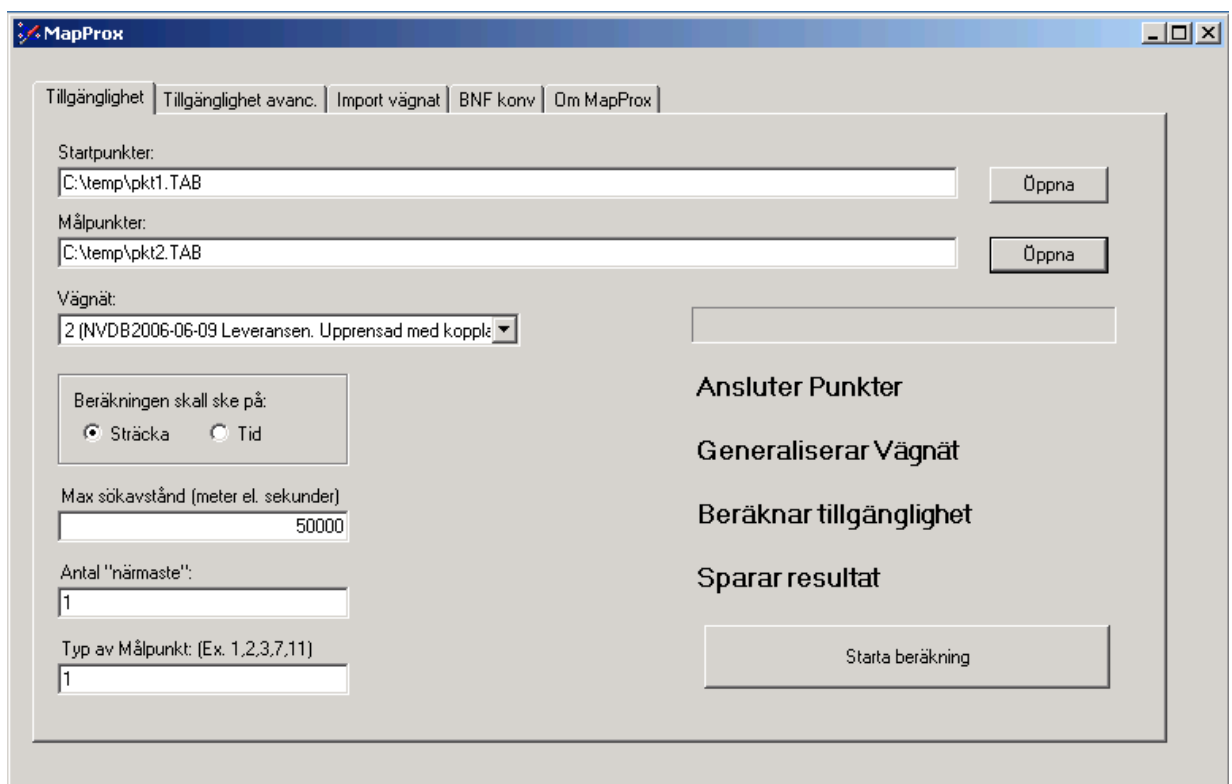 MapProx
Tillgänglighet Tillgänglighet avanc. Import vägnat BNF konv Om MapProx
Startpunkter:
C:\temp\pkt1.TAB Öppna
Målpunkter:
C:\temp\pkt2.TAB Öppna
Vägnät:
2 (NVDB2006-06-09 Leveransen. Upprensad med koppla
Beräkningen skall ske på:
Sträcka Tid
Max sökavstånd (meter el. sekunder)
50000
Antal "närmaste":
1
Typ av Målpunkt: (Ex. 1,2,3,7,11)
1
Ansluter Punkter
Generaliserar Vägnät
Beräknar tillgänglighet
Sparar resultat
Starta beräkning